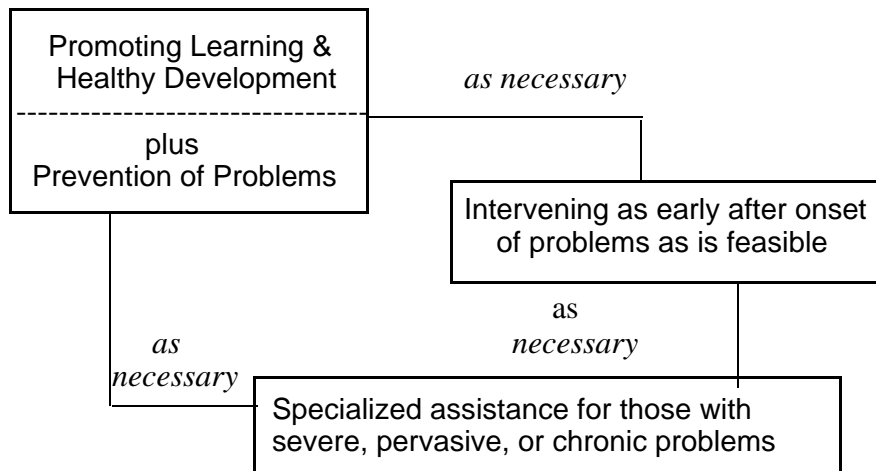 Promoting Learning &
Healthy Development
plus
Prevention of Problems
as necessary
Intervening as early after onset
of problems as is feasible
as
necessary
as
necessary
Specialized assistance for those with
severe, pervasive, or chronic problems